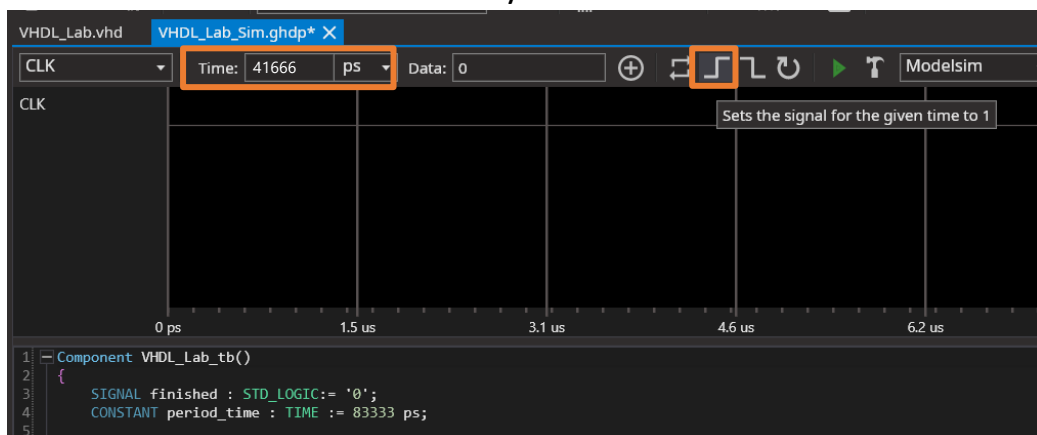 VHDL_Lab.vhd VHDL_Lab_Sim.ghdp*
CLK Time: 41666 ps Data: 0 Modelsim
CLK
Sets the signal for the given time to 1
0 ps 1.5 us 3.1 us 4.6 us 6.2 us
1 Component VHDL_Lab_tb()
2 {
3 SIGNAL finished : STD_LOGIC:= '0';
4 CONSTANT period_time : TIME := 83333 ps;
5